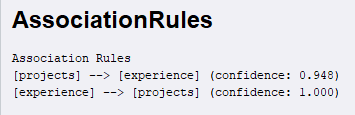 AssociationRules
Association Rules
[projects] --> [experience] (confidence: 0.948)
[experience] --> [projects] (confidence: 1.000)